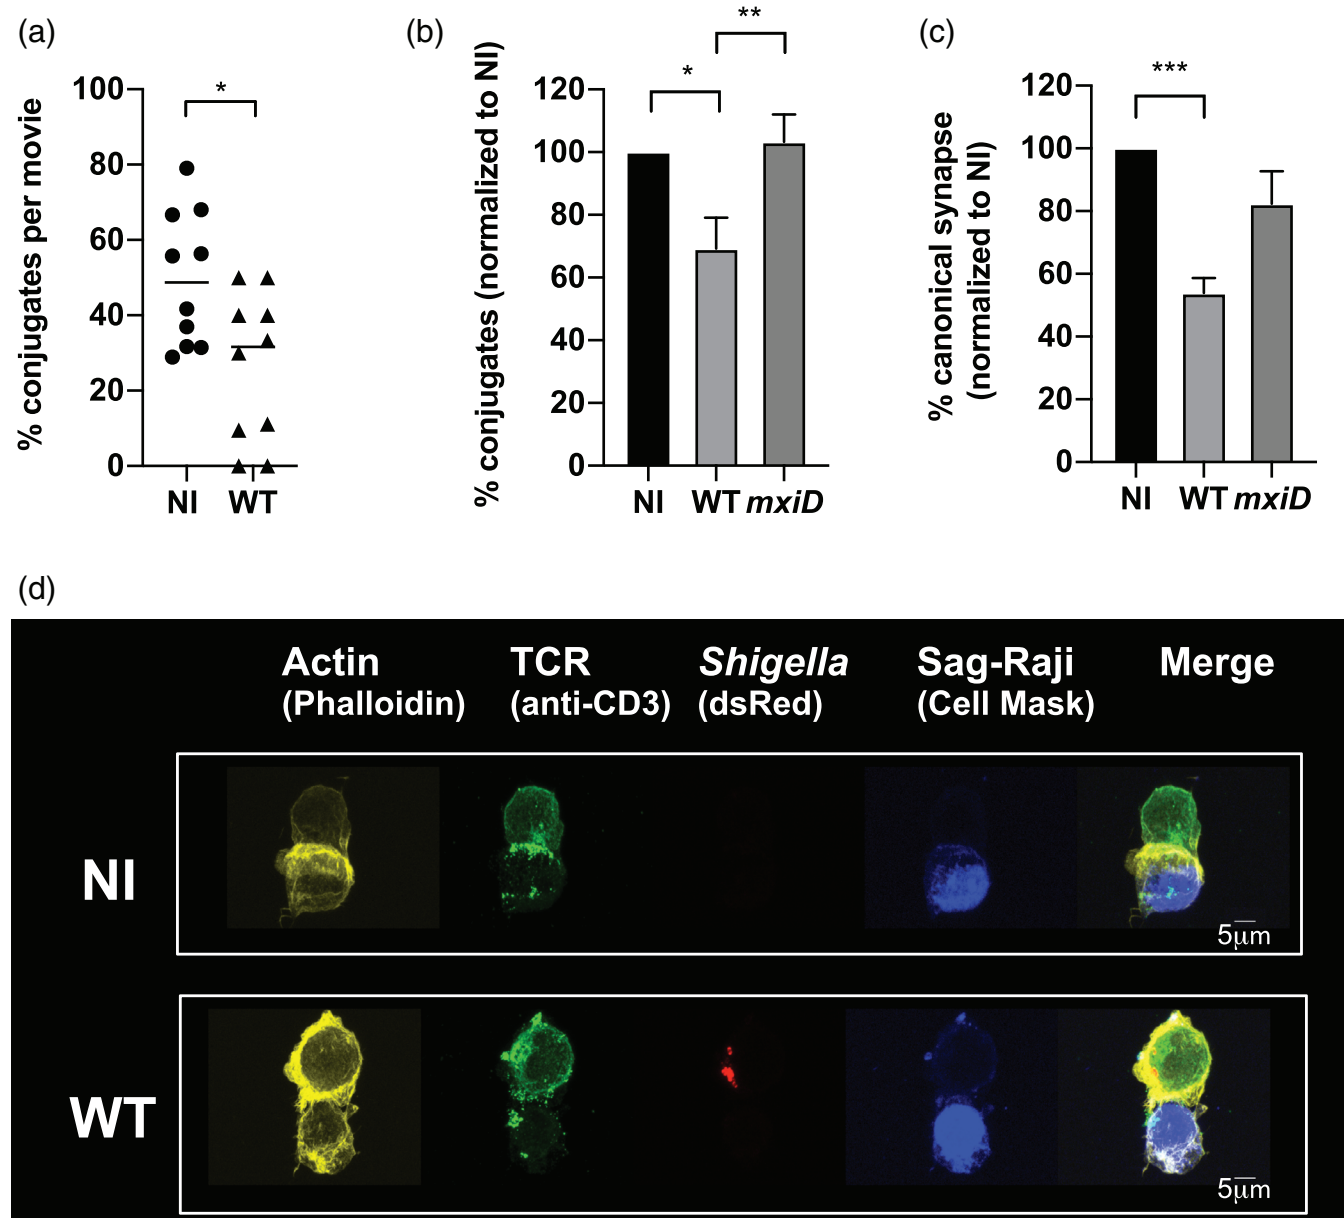 (a)
% conjugates per movie
100
80
60
40
20
0
*
NI WT
(b)
% conjugates (normalized to NI)
120
100
80
60
40
20
0
*
**
NI WT mxiD
(c)
% canonical synapse
(normalized to NI)
120
100
80
60
40
20
0
***
NI WT mxiD
(d)
Actin
(Phalloidin)
TCR
(anti-CD3)
Shigella
(dsRed)
Sag-Raji
(Cell Mask)
Merge
NI
5μm
WT
5μm